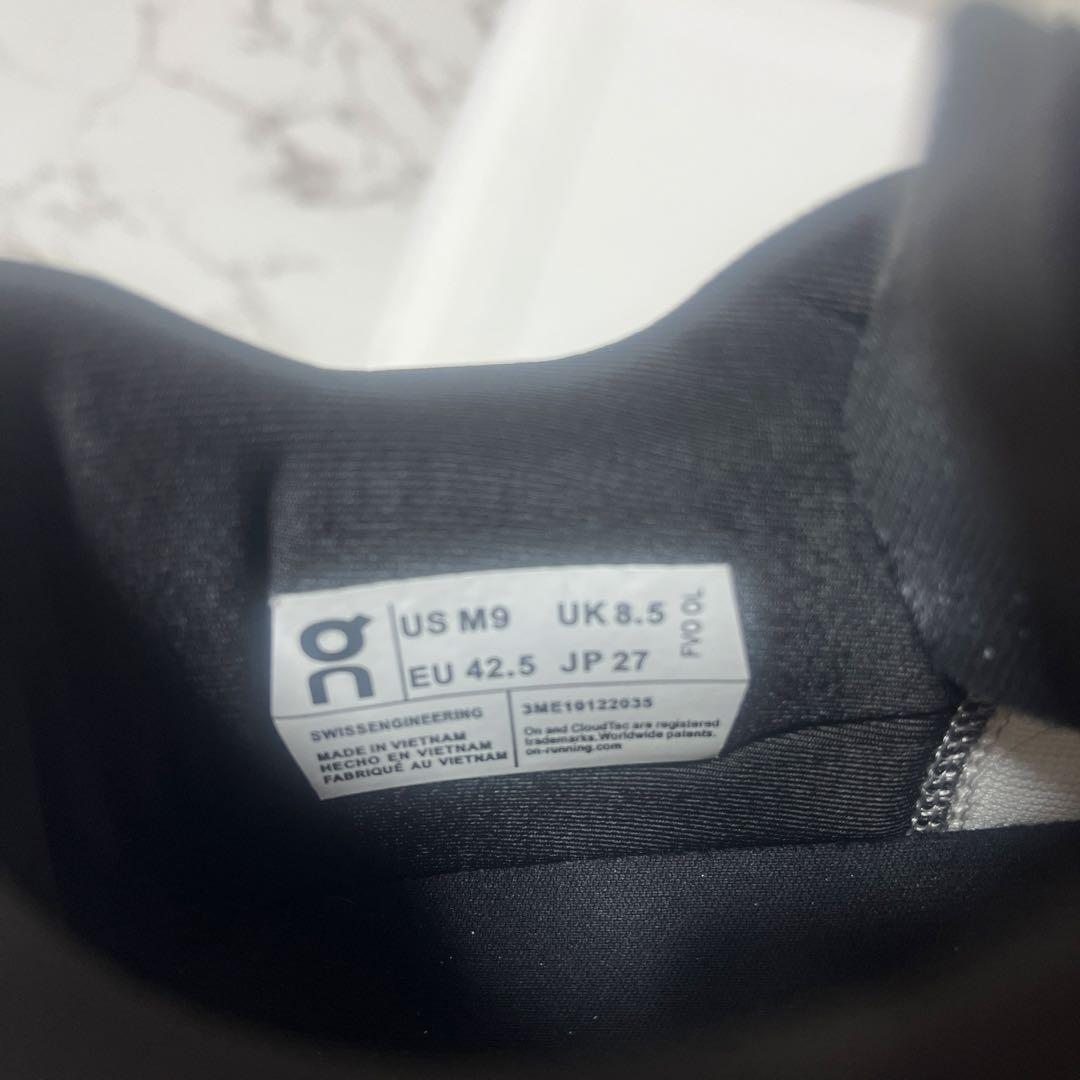 on
US M9 UK 8.5
EU 42.5 JP 27
FVO OL
SWISSENGINEERING
MADE IN VIETNAM
HECHO EN VIETNAM
FABRIQUÉ AU VIETNAM
3ME10122035
On and CloudTec are registered
trademarks. Worldwide patents.
on-running.com